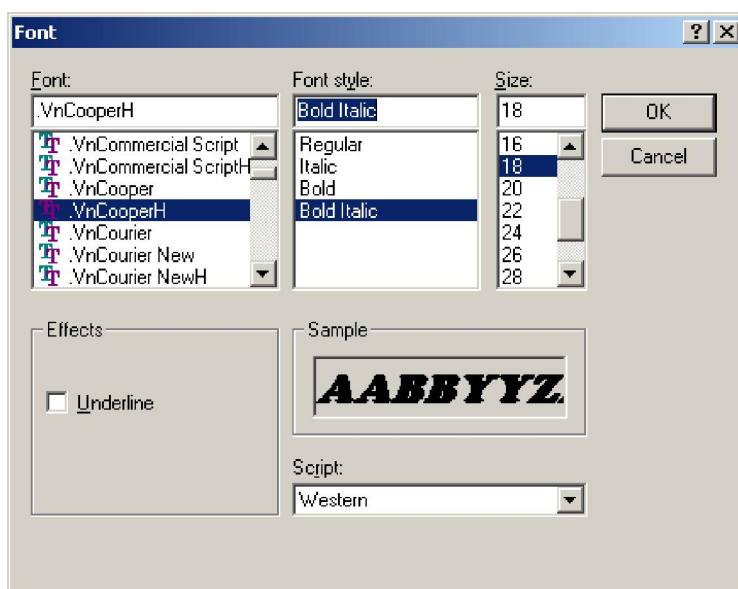 Font
Font:
.VnCooperH
.VnCommercial Script
.VnCommercial ScriptH
.VnCooper
.VnCooperH
.VnCourier
.VnCourier New
.VnCourier NewH
Font style:
Bold Italic
Regular
Italic
Bold
Bold Italic
Size:
18
16
18
20
22
24
26
28
OK
Cancel
Effects
Underline
Sample
AABBYYZ
Script:
Western